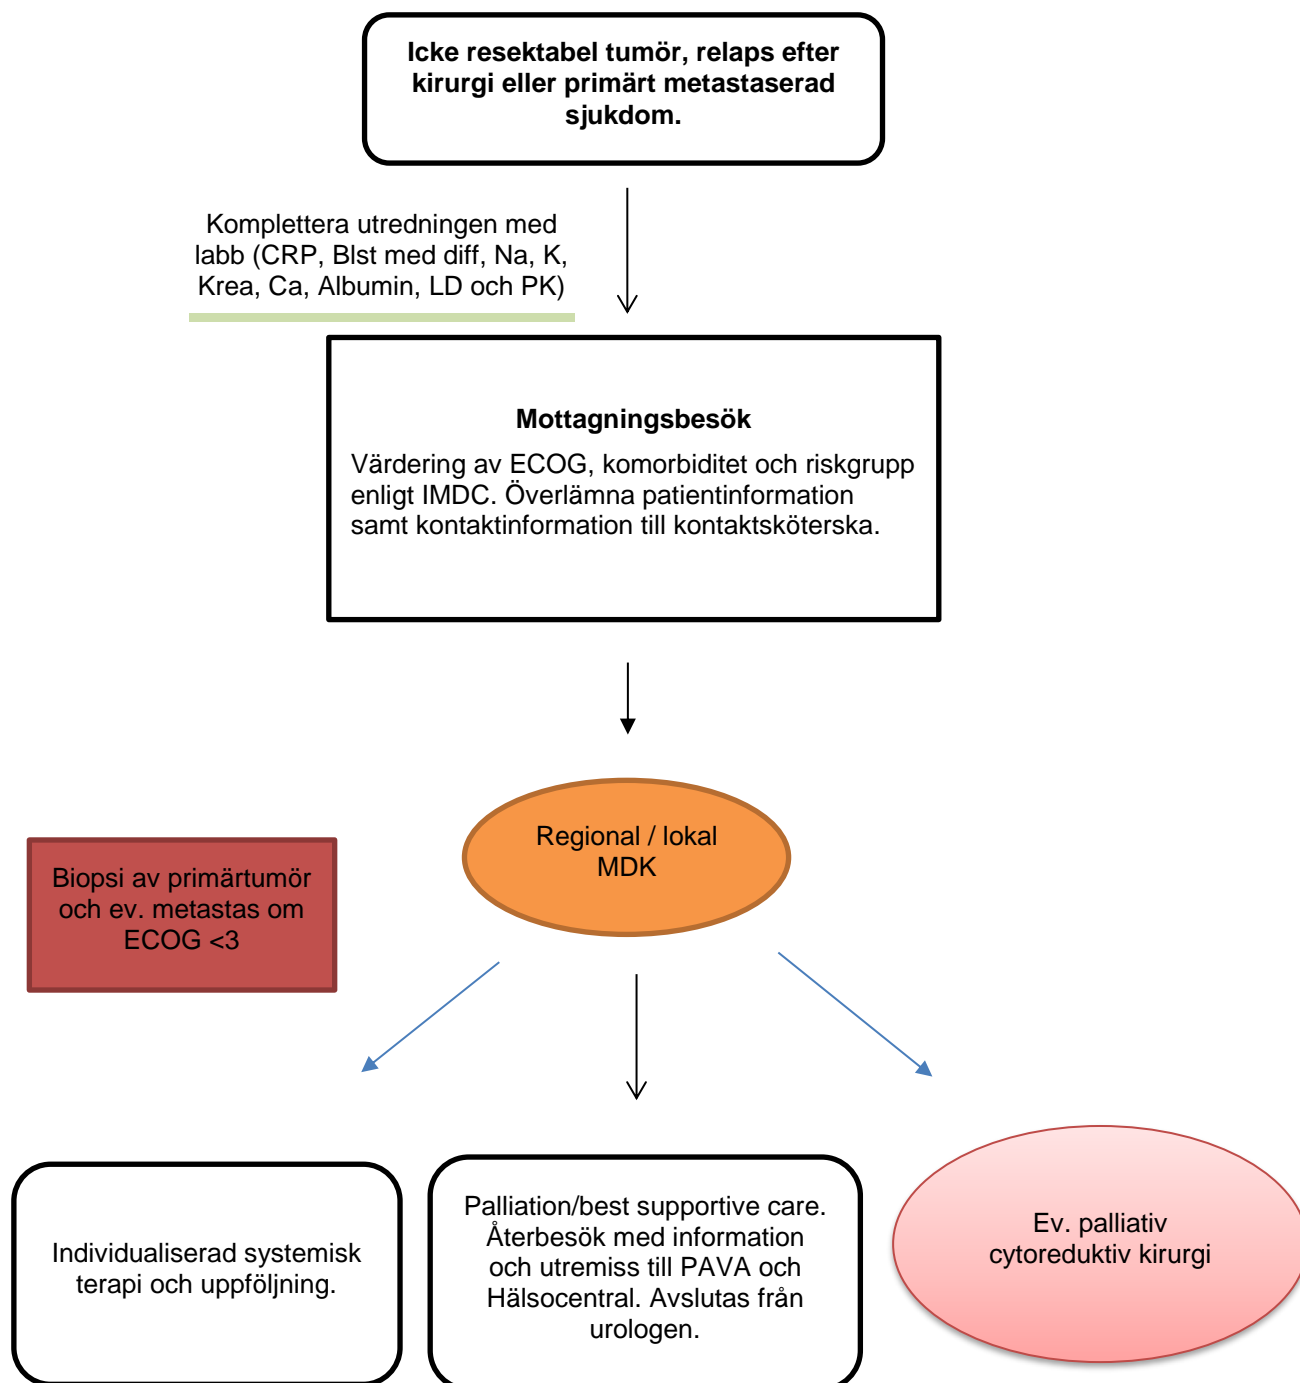 Icke resektabel tumör, relaps efter
kirurgi eller primärt metastaserad
sjukdom.
Komplettera utredningen med
labb (CRP, Blst med diff, Na, K,
Krea, Ca, Albumin, LD och PK)
Mottagningsbesök
Värdering av ECOG, komorbiditet och riskgrupp
enligt IMDC. Överlämna patientinformation
samt kontaktinformation till kontaktsköterska.
Regional / lokal
MDK
Biopsi av primärtumör
och ev. metastas om
ECOG <3
Individualiserad systemisk
terapi och uppföljning.
Palliation/best supportive care.
Återbesök med information
och utremiss till PAVA och
Hälsocentral. Avslutas från
urologen.
Ev. palliativ
cytoreduktiv kirurgi